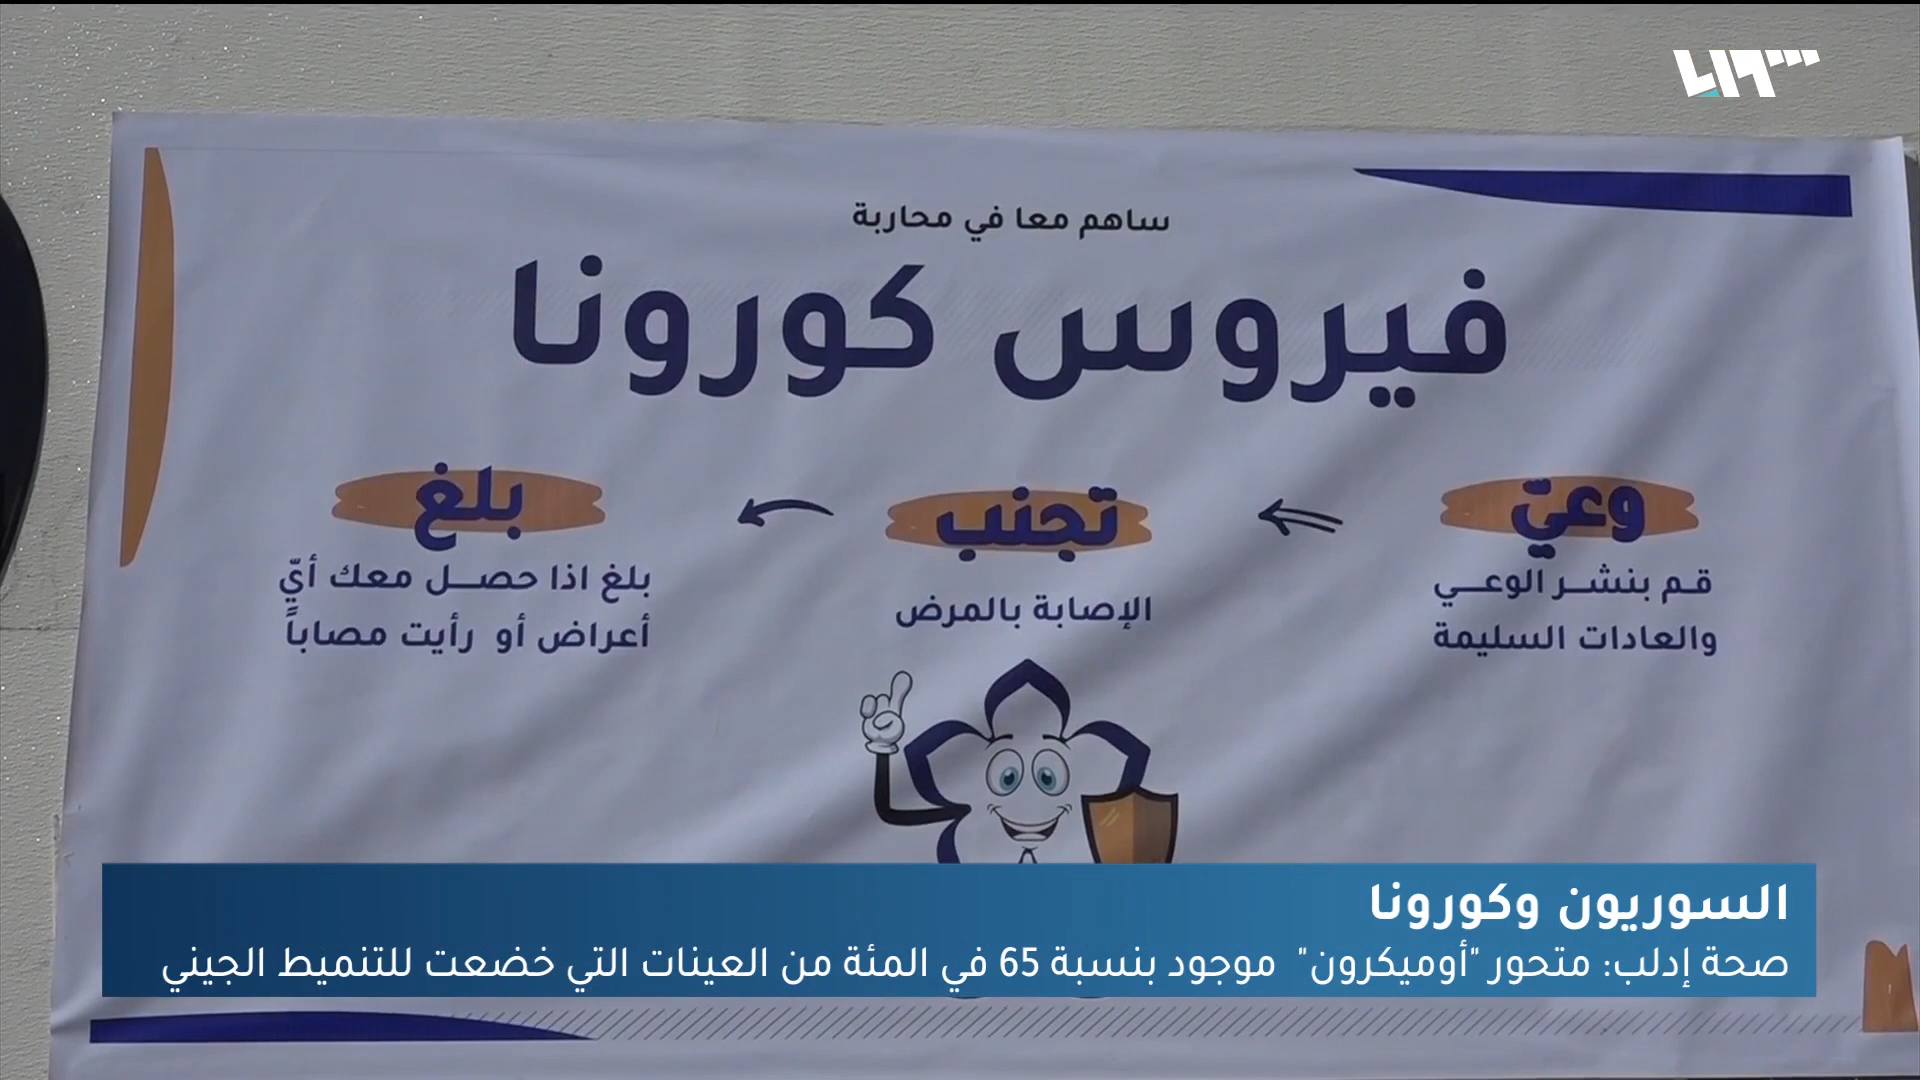 ساهم معا في محاربة
فيروس كورونا
وعيّ
قم بنشر الوعي
والعادات السليمة
تجنب
الإصابة بالمرض
بلغ
بلغ اذا حصل معك أيّ
أعراض أو رأيت مصاباً
السوريون وكورونا
صحة إدلب: متحور "أوميكرون" موجود بنسبة 65 في المئة من العينات التي خضعت للتنميط الجيني